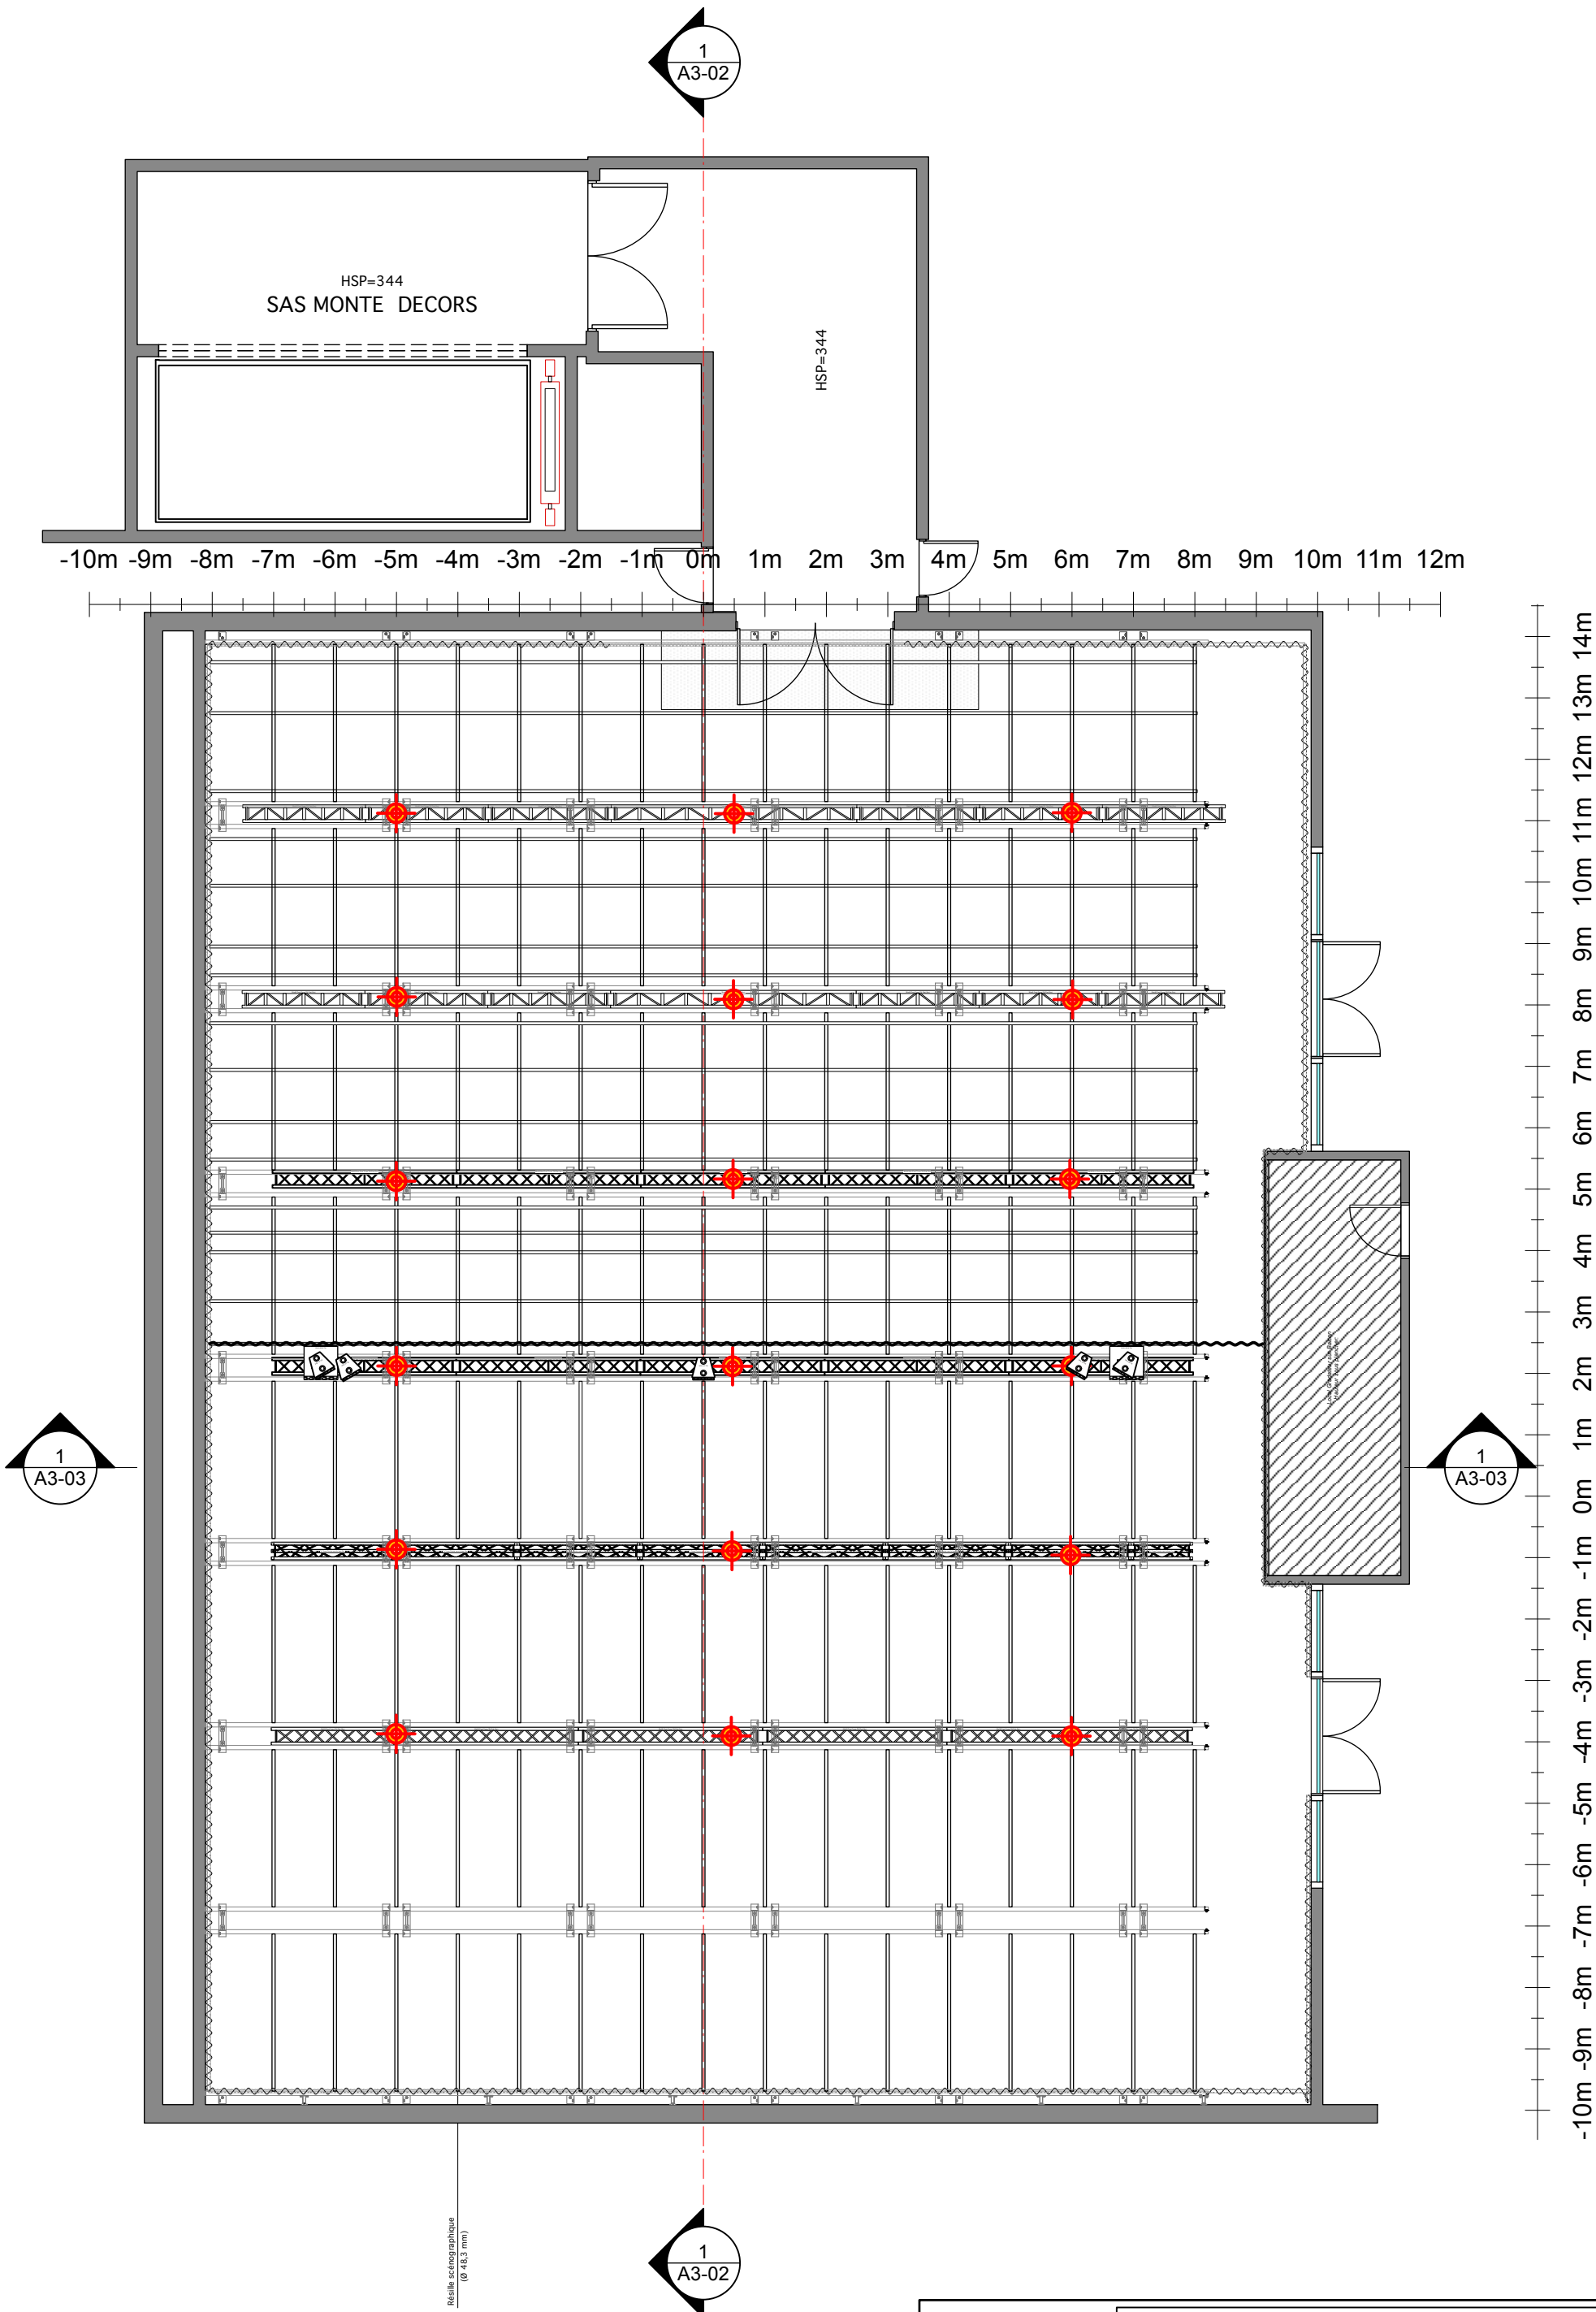 1
A3-02
HSP=344
SAS MONTE DECORS
HSP=344
-10m -9m -8m -7m -6m -5m -4m -3m -2m -1m 0m 1m 2m 3m 4m 5m 6m 7m 8m 9m 10m 11m 12m
14m
13m
12m
11m
10m
9m
8m
7m
6m
5m
4m
3m
2m
1m
0m
-1m
-2m
-3m
-4m
-5m
-6m
-7m
-8m
-9m
-10m
1
A3-03
1
A3-03
Résille scénographique
(Ø 48,3 mm)
1
A3-02